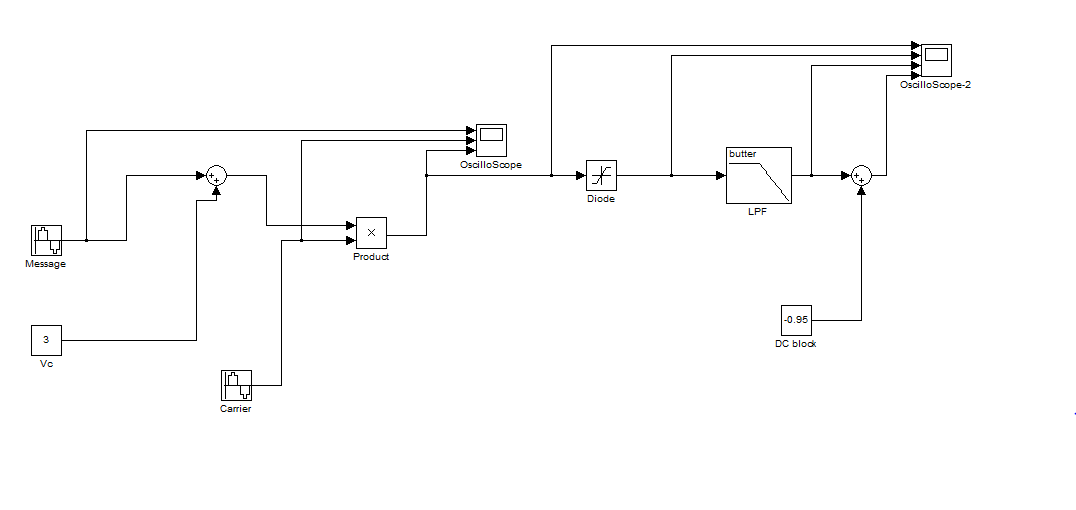 OscilloScope-2
OscilloScope
butter
Diode
LPF
Message
×
Product
3
Vc
-0.95
DC block
Carrier